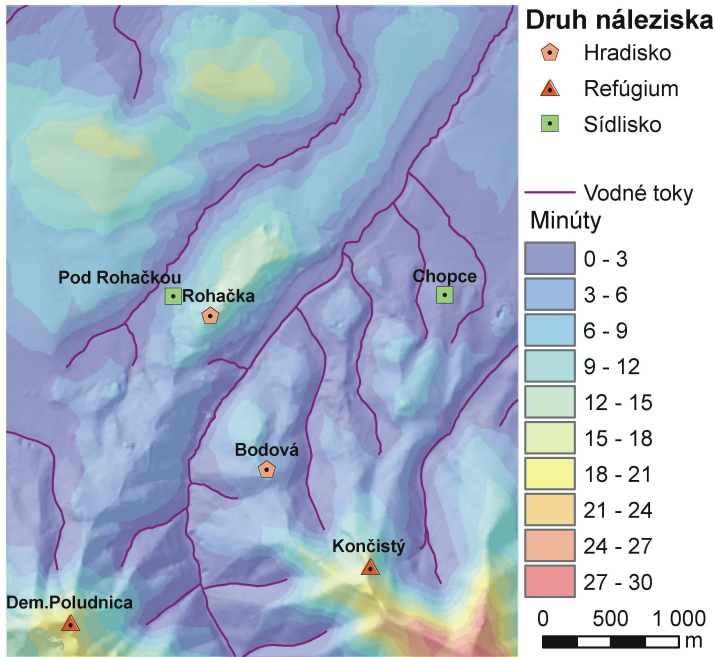 Druh náleziska
Hradisko
Refúgium
Sídlisko
Vodné toky
Minúty
0 - 3
3 - 6
6 - 9
9 - 12
12 - 15
15 - 18
18 - 21
21 - 24
24 - 27
27 - 30
0 500 1 000
m
Pod Rohačkou
Rohačka
Chopce
Bodová
Končistý
Dem.Poludnica